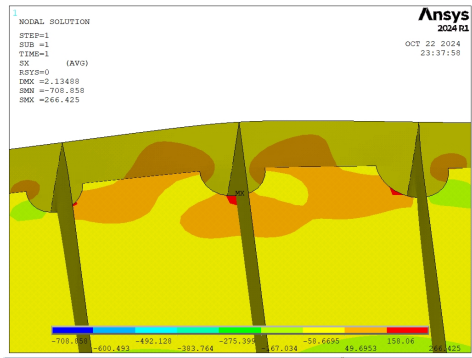 1
NODAL SOLUTION
STEP=1
SUB =1
TIME=1
SX (AVG)
RSYS=0
DMX =2.13488
SMN =-708.858
SMX =266.425
Ansys
2024 R1
OCT 22 2024
23:37:58
MX
-708.858 -492.128 -275.399 -58.6695 158.06
-600.493 -383.764 -167.034 49.6953 266.425